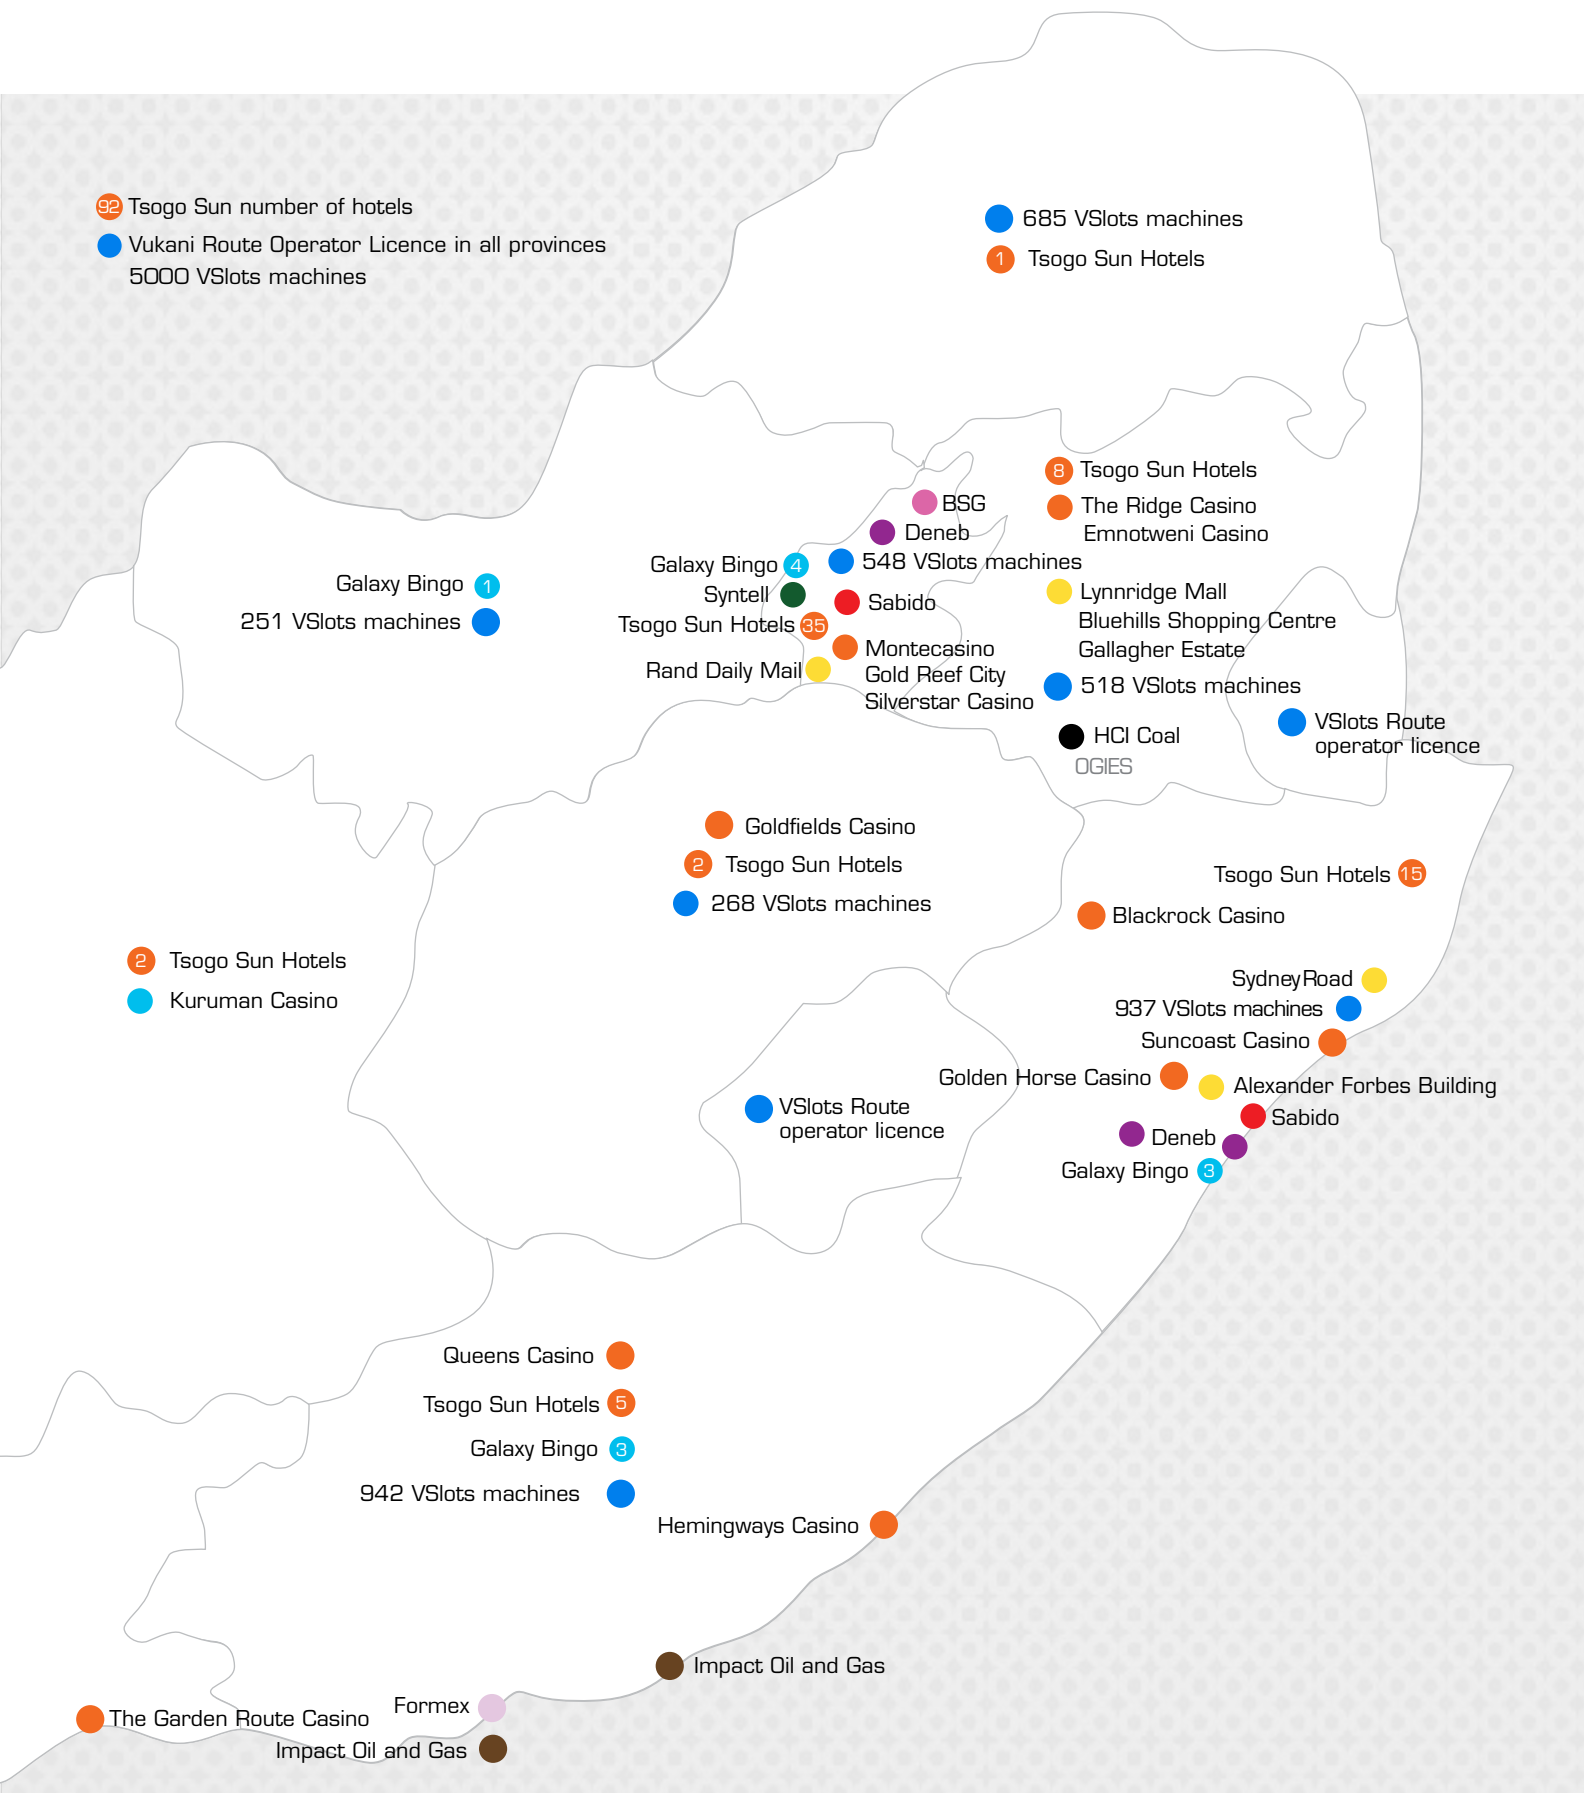 92 Tsogo Sun number of hotels
Vukani Route Operator Licence in all provinces
5000 VSlots machines
685 VSlots machines
1 Tsogo Sun Hotels
8 Tsogo Sun Hotels
The Ridge Casino
Emnotweni Casino
BSG
Deneb
Galaxy Bingo 4
548 VSlots machines
Syntell
Sabido
Tsogo Sun Hotels 35
Montecasino
Gold Reef City
Silverstar Casino
Rand Daily Mail
Galaxy Bingo 1
251 VSlots machines
Lynnridge Mall
Bluehills Shopping Centre
Gallagher Estate
518 VSlots machines
HCI Coal
OGIES
VSlots Route
operator licence
Goldfields Casino
2 Tsogo Sun Hotels
268 VSlots machines
Tsogo Sun Hotels 15
Blackrock Casino
2 Tsogo Sun Hotels
Kuruman Casino
Sydney Road
937 VSlots machines
Suncoast Casino
Golden Horse Casino
Alexander Forbes Building
Sabido
Deneb
Galaxy Bingo 3
VSlots Route
operator licence
Queens Casino
Tsogo Sun Hotels 5
Galaxy Bingo 3
942 VSlots machines
Hemingways Casino
Impact Oil and Gas
Formex
The Garden Route Casino
Impact Oil and Gas